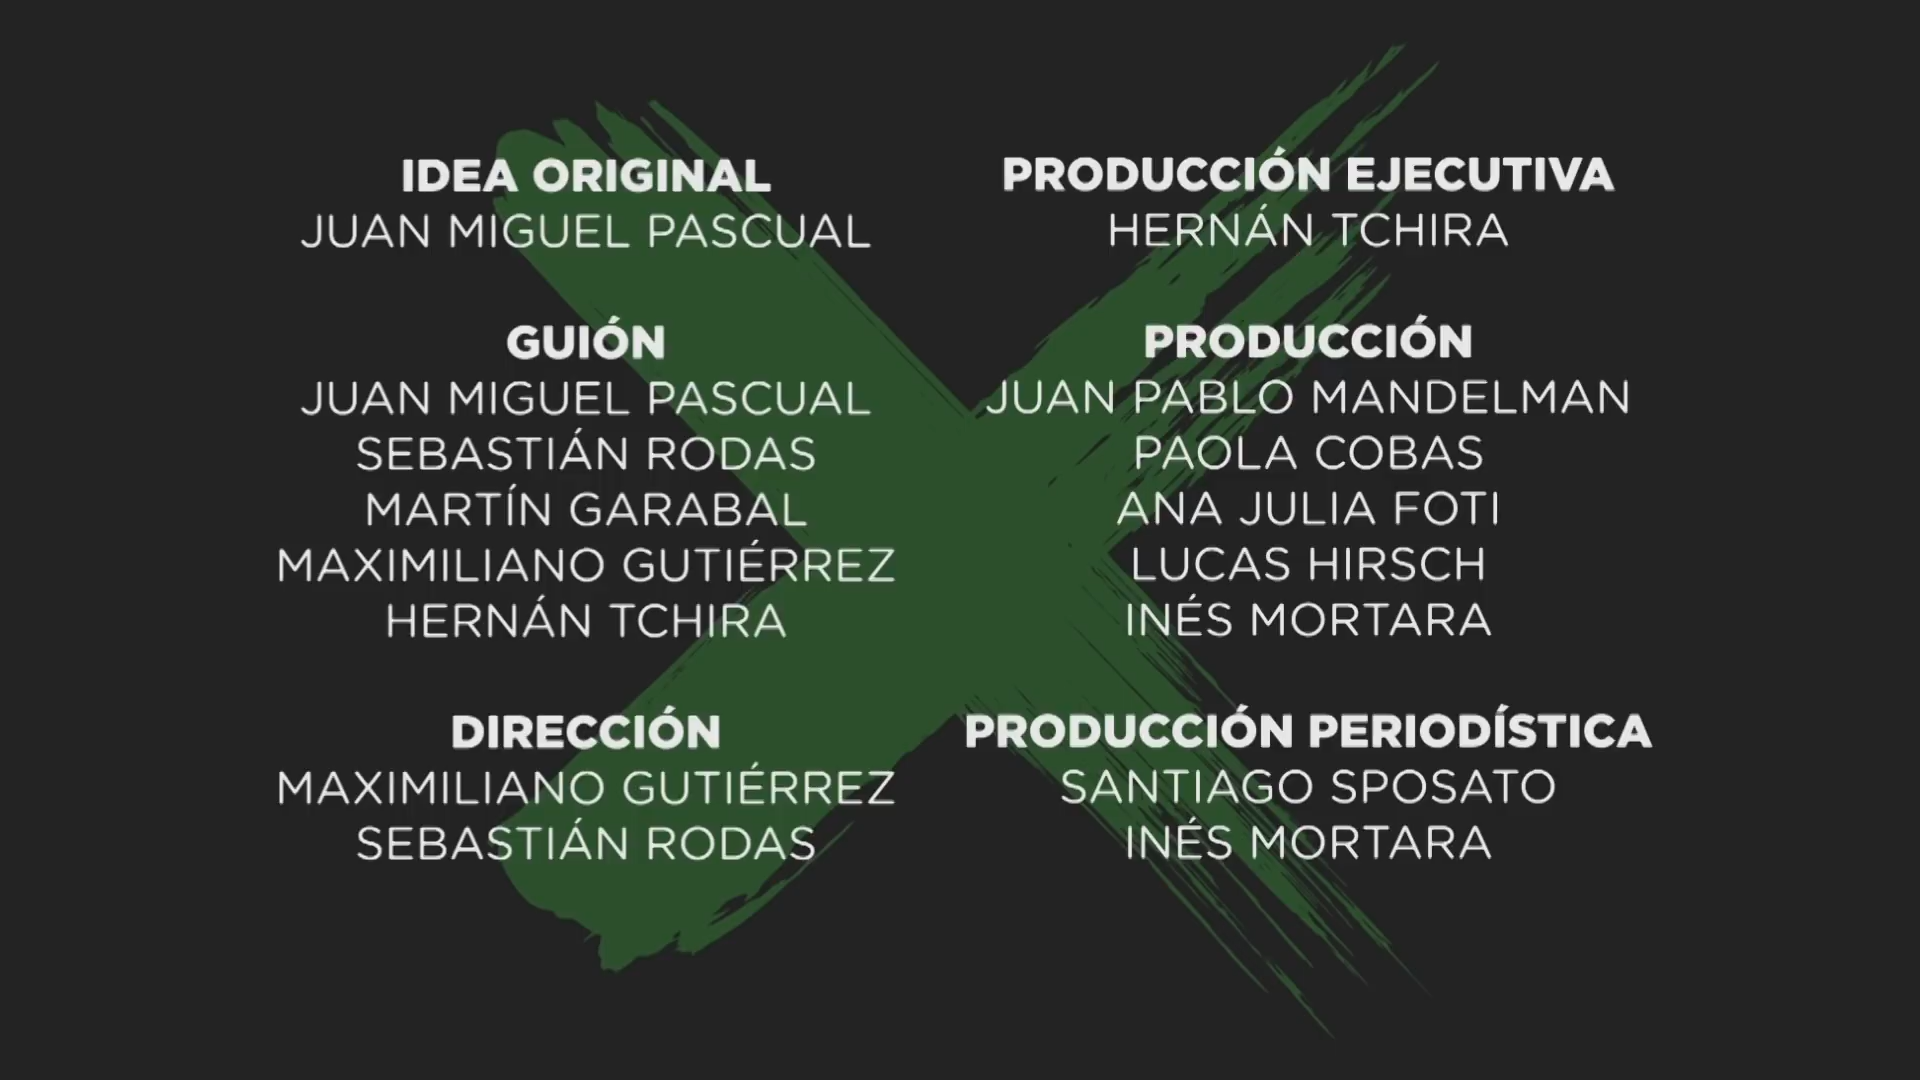 IDEA ORIGINAL
JUAN MIGUEL PASCUAL
GUIÓN
JUAN MIGUEL PASCUAL
SEBASTIÁN RODAS
MARTÍN GARABAL
MAXIMILIANO GUTIÉRREZ
HERNÁN TCHIRA
DIRECCIÓN
MAXIMILIANO GUTIÉRREZ
SEBASTIÁN RODAS
PRODUCCIÓN EJECUTIVA
HERNÁN TCHIRA
PRODUCCIÓN
JUAN PABLO MANDELMAN
PAOLA COBAS
ANA JULIA FOTI
LUCAS HIRSCH
INÉS MORTARA
PRODUCCIÓN PERIODÍSTICA
SANTIAGO SPOSATO
INÉS MORTARA